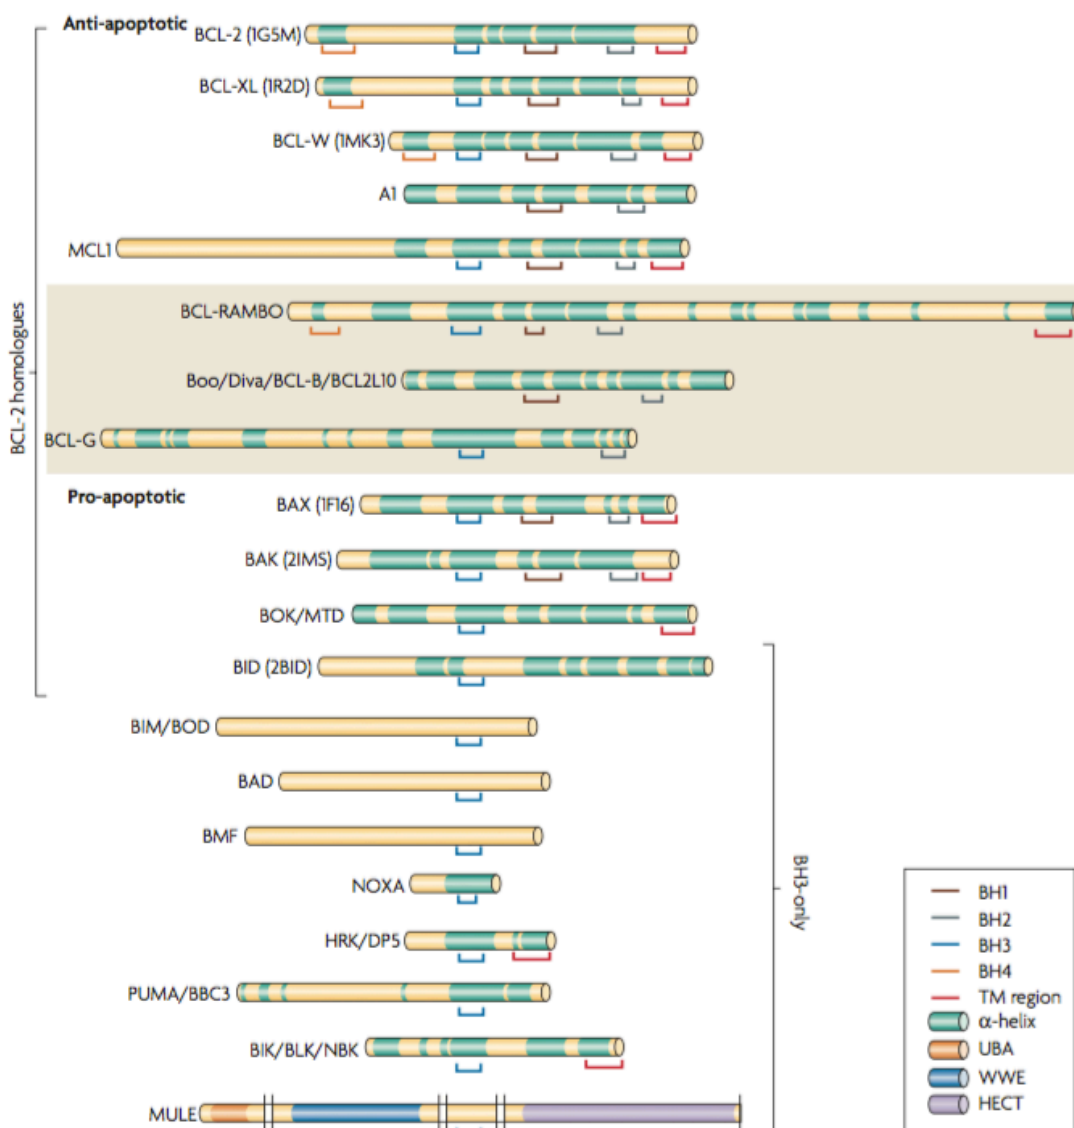 Anti-apoptotic
BCL-2 (1G5M)
BCL-XL (1R2D)
BCL-W (1MK3)
A1
MCL1
BCL-RAMBO
Boo/Diva/BCL-B/BCL2L10
BCL-G
BCL-2 homologues
Pro-apoptotic
BAX (1F16)
BAK (2IMS)
BOK/MTD
BID (2BID)
BIM/BOD
BAD
BMF
NOXA
HRK/DP5
PUMA/BBC3
BIK/BLK/NBK
MULE
BH3-only
BH1
BH2
BH3
BH4
TM region
α-helix
UBA
WWE
HECT